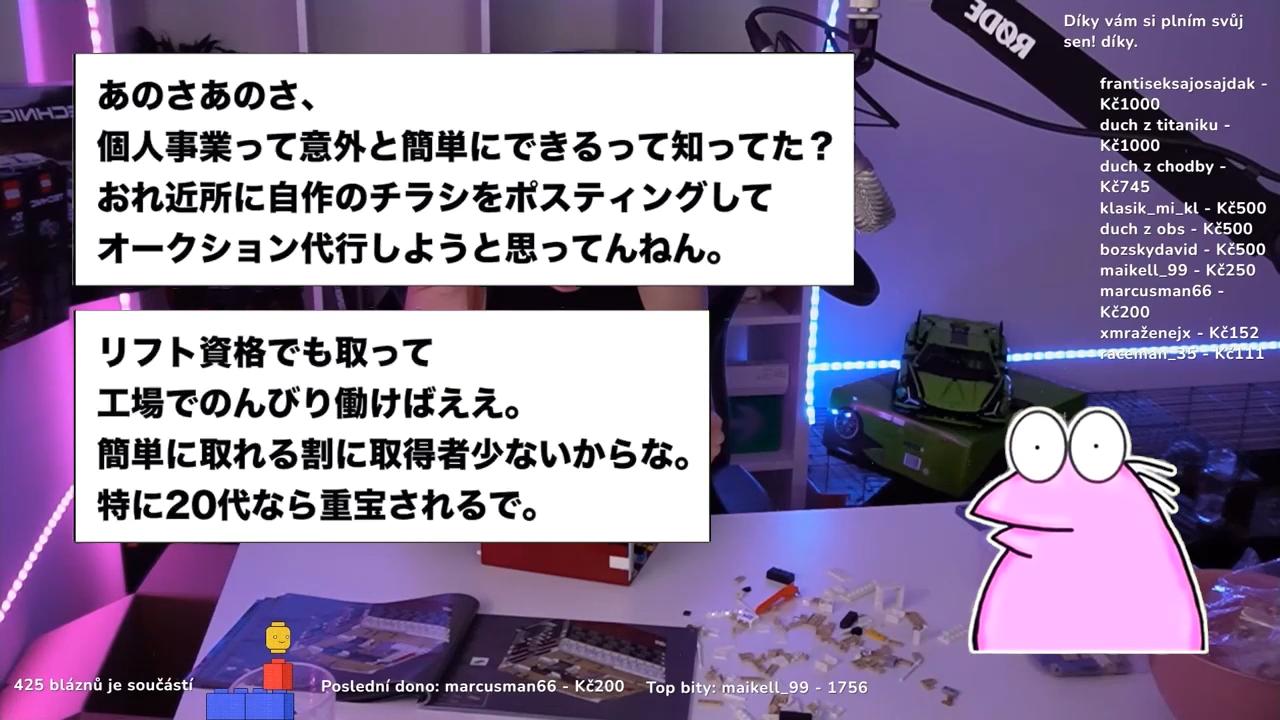 あのさあのさ、
個人事業って意外と簡単にできるって知ってた？
おれ近所に自作のチラシをポスティングして
オークション代行しようと思ってんねん。
リフト資格でも取って
工場でのんびり働けばええ。
簡単に取れる割に取得者少ないからな。
特に20代なら重宝されるで。
RØDE
Díky vám si plním svůj
sen! díky.
frantiseksajosajdak -
Kč1000
duch z titaniku -
Kč1000
duch z chodby -
Kč745
klasik_mi_kl - Kč500
duch z obs - Kč500
bozskydavid - Kč500
maikell_99 - Kč250
marcusman66 -
Kč200
xmraženejx - Kč152
raceman_35 - Kč111
425 bláznů je součástí
Poslední dono: marcusman66 - Kč200
Top bity: maikell_99 - 1756